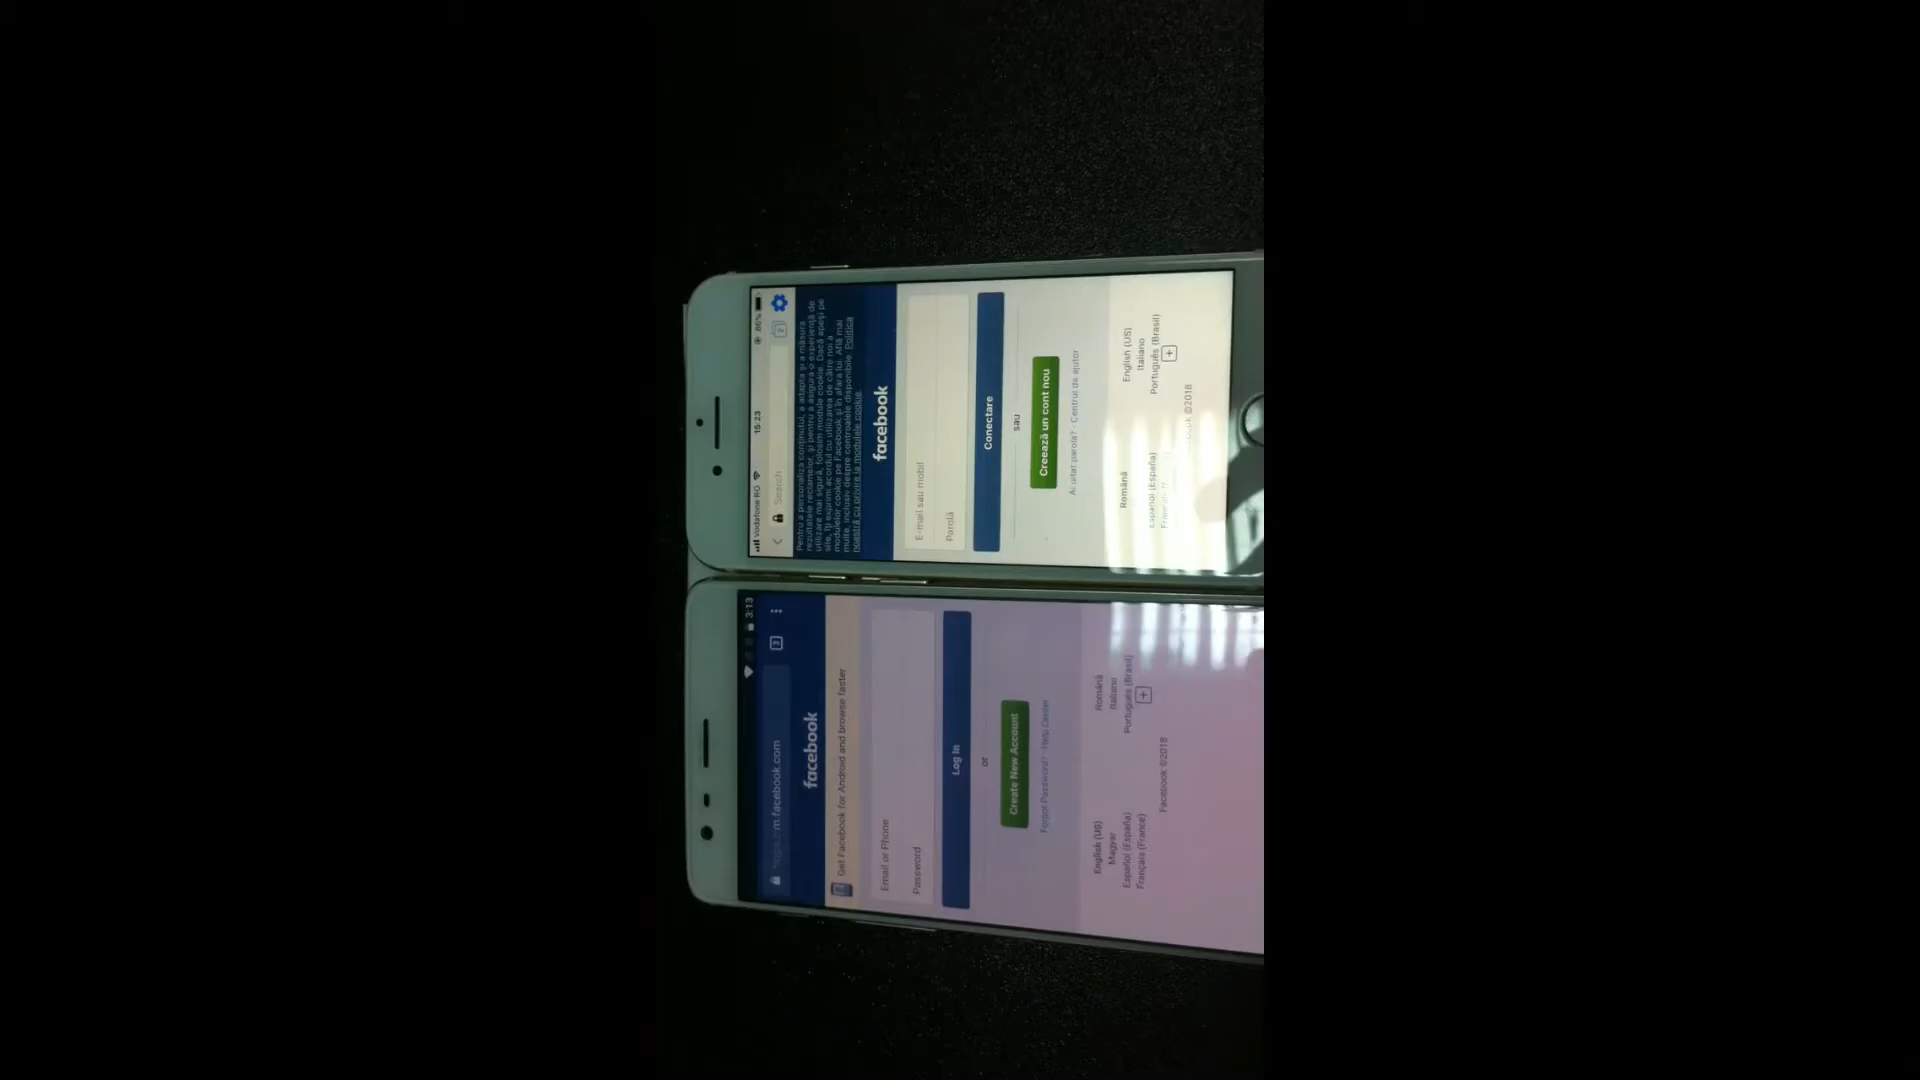 Vodafone RO
15:23
86%
Search
2
Pentru a personaliza conținutul, a adapta și a măsura
rezultatele reclamelor, și pentru a asigura o experiență de
utilizare mai sigură, folosim module cookie. Dacă apeși pe
site, îți exprimi acordul cu utilizarea de către noi a
modulelor cookie pe Facebook și în afara lui. Află mai
multe, inclusiv despre centroalele disponibile: Politica
noastră cu privire la modulele cookie.
facebook
E-mail sau mobil
Parolă
Conectare
sau
Creează un cont nou
Ai uitat parola? · Centrul de ajutor
Română
English (US)
Italiano
Español (España)
Português (Brasil)
©2018
3:13
https://m.facebook.com
facebook
Get Facebook for Android and browse faster
Email or Phone
Password
Log In
or
Create New Account
Forgot Password? · Help Center
English (US)
Română
Magyar
Italiano
Español (España)
Português (Brasil)
Français (France)
Facebook ©2018